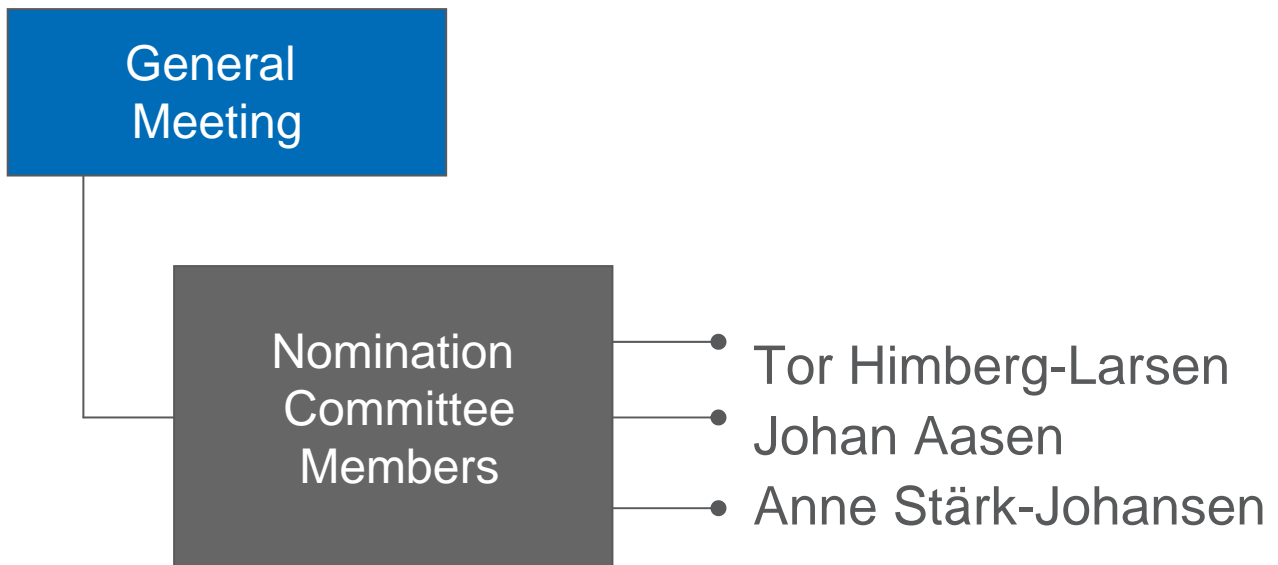 General
Meeting
Nomination
Committee
Members
Tor Himberg-Larsen
Johan Aasen
Anne Stärk-Johansen